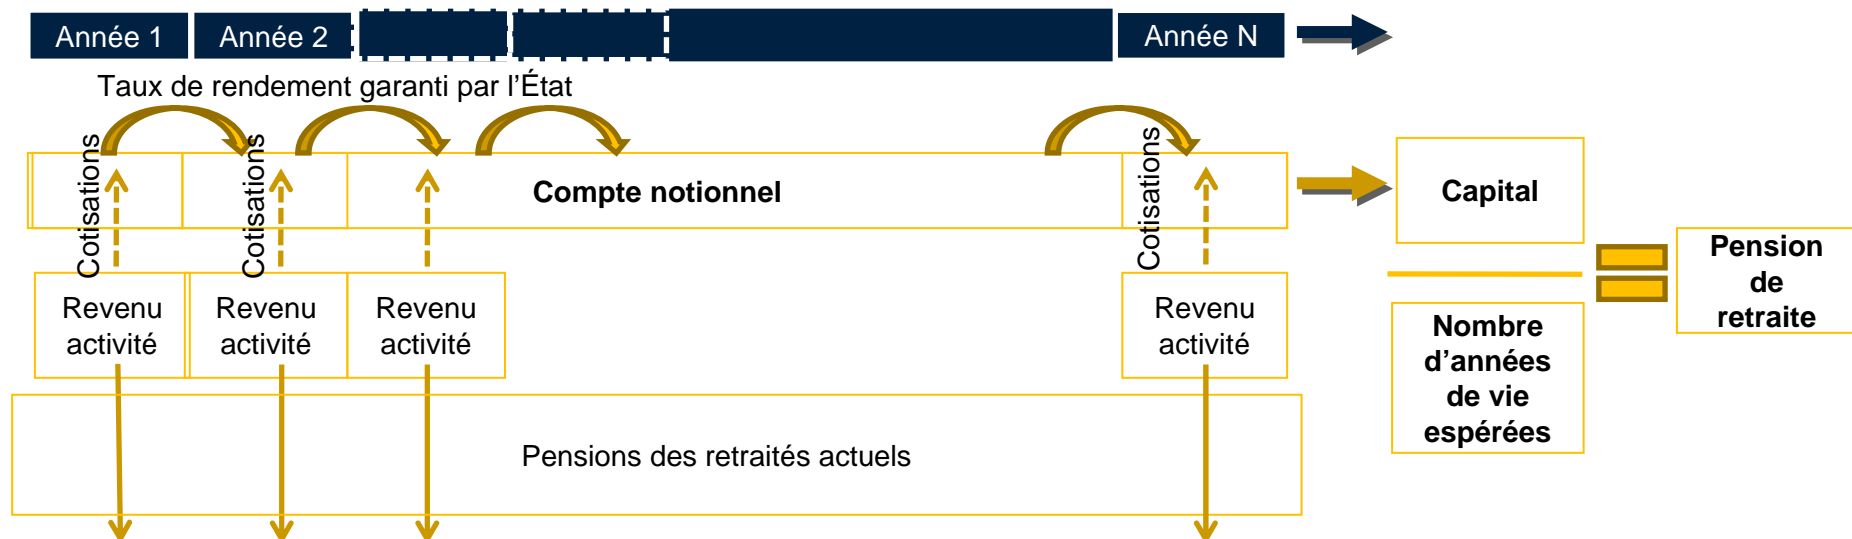 Année 1
Année 2
Année N
Taux de rendement garanti par l'État
Cotisations
Cotisations
Cotisations
Compte notionnel
Capital
Revenu
activité
Revenu
activité
Revenu
activité
Revenu
activité
Pension
de
retraite
Nombre
d'années
de vie
espérées
Pensions des retraités actuels